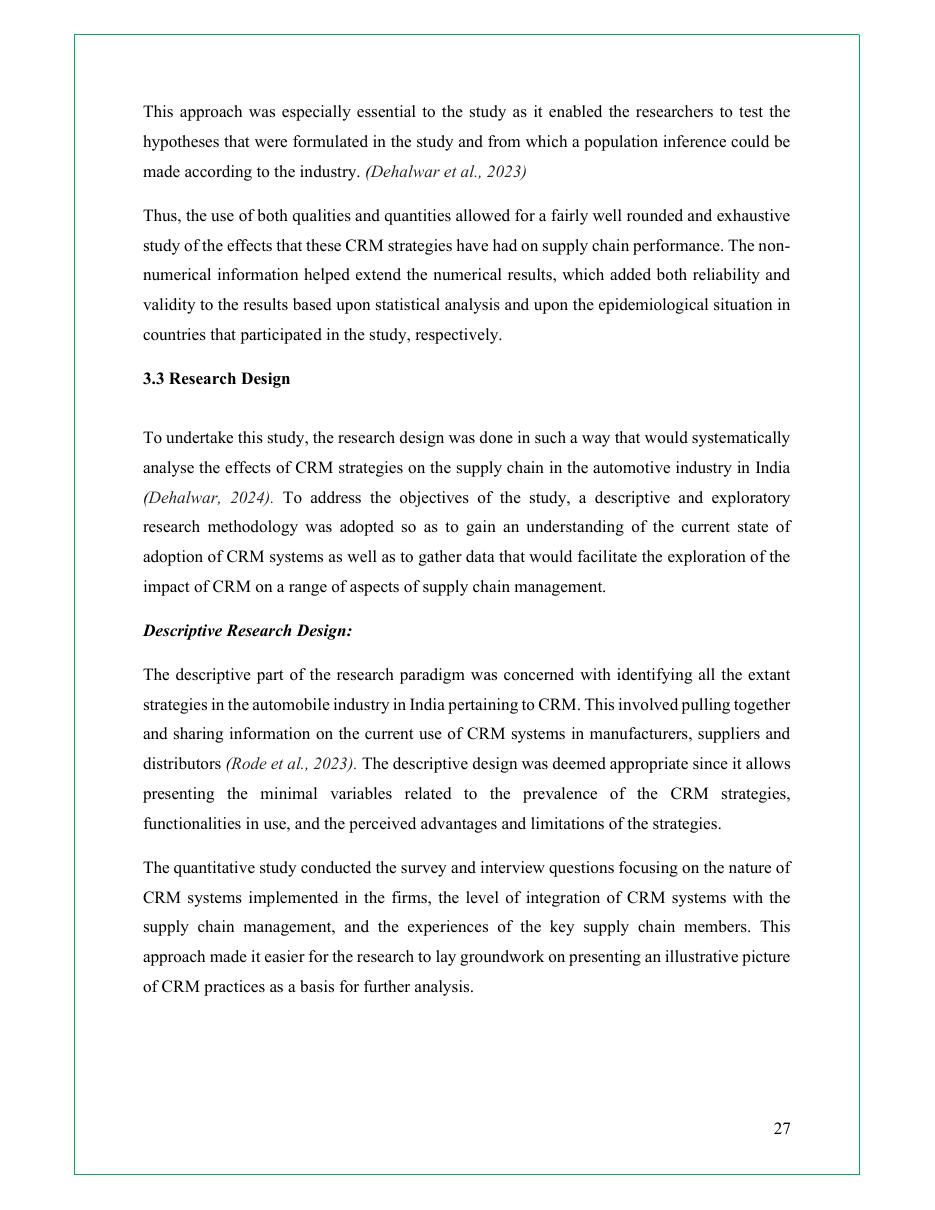 This approach was especially essential to the study as it enabled the researchers to test the
hypotheses that were formulated in the study and from which a population inference could be
made according to the industry. (Dehalwar et al., 2023)
Thus, the use of both qualities and quantities allowed for a fairly well rounded and exhaustive
study of the effects that these CRM strategies have had on supply chain performance. The non-
numerical information helped extend the numerical results, which added both reliability and
validity to the results based upon statistical analysis and upon the epidemiological situation in
countries that participated in the study, respectively.
3.3 Research Design
To undertake this study, the research design was done in such a way that would systematically
analyse the effects of CRM strategies on the supply chain in the automotive industry in India
(Dehalwar, 2024). To address the objectives of the study, a descriptive and exploratory
research methodology was adopted so as to gain an understanding of the current state of
adoption of CRM systems as well as to gather data that would facilitate the exploration of the
impact of CRM on a range of aspects of supply chain management.
Descriptive Research Design:
The descriptive part of the research paradigm was concerned with identifying all the extant
strategies in the automobile industry in India pertaining to CRM. This involved pulling together
and sharing information on the current use of CRM systems in manufacturers, suppliers and
distributors (Rode et al., 2023). The descriptive design was deemed appropriate since it allows
presenting the minimal variables related to the prevalence of the CRM strategies,
functionalities in use, and the perceived advantages and limitations of the strategies.
The quantitative study conducted the survey and interview questions focusing on the nature of
CRM systems implemented in the firms, the level of integration of CRM systems with the
supply chain management, and the experiences of the key supply chain members. This
approach made it easier for the research to lay groundwork on presenting an illustrative picture
of CRM practices as a basis for further analysis.
27